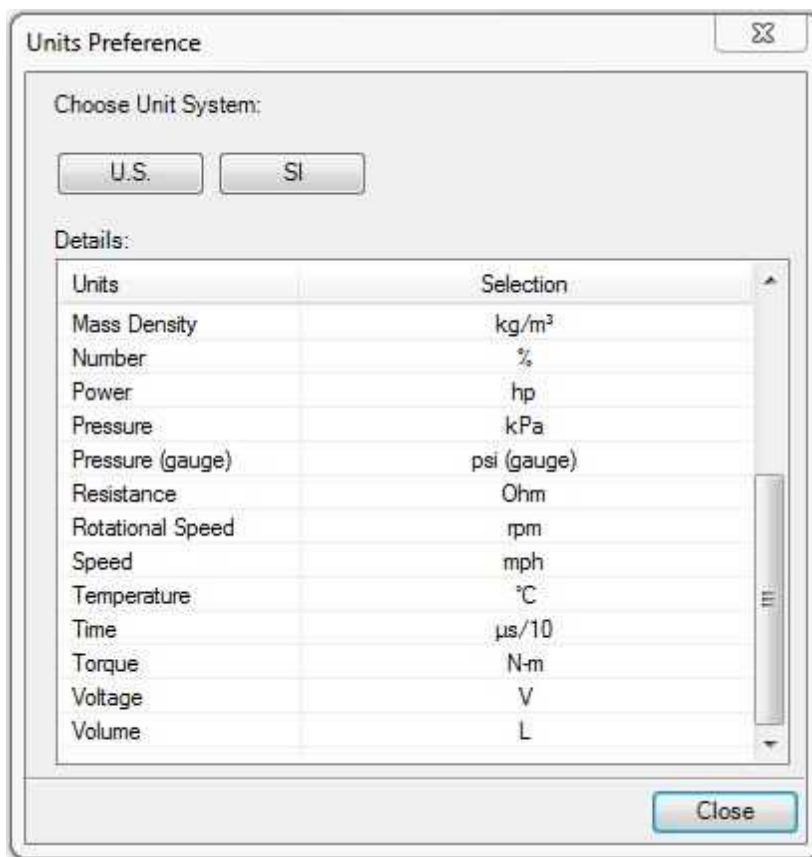 Units Preference
Choose Unit System:
U.S. SI
Details:
Units Selection
Mass Density kg/m³
Number %
Power hp
Pressure kPa
Pressure (gauge) psi (gauge)
Resistance Ohm
Rotational Speed rpm
Speed mph
Temperature °C
Time µs/10
Torque N-m
Voltage V
Volume L
Close